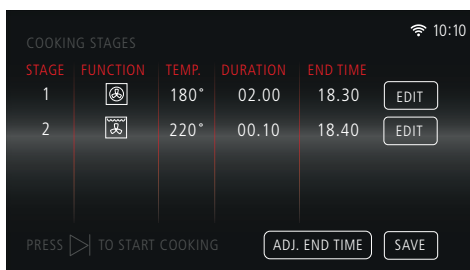 10:10
COOKING STAGES
STAGE FUNCTION TEMP. DURATION END TIME
1 180° 02.00 18.30 EDIT
2 220° 00.10 18.40 EDIT
PRESS TO START COOKING ADJ. END TIME SAVE